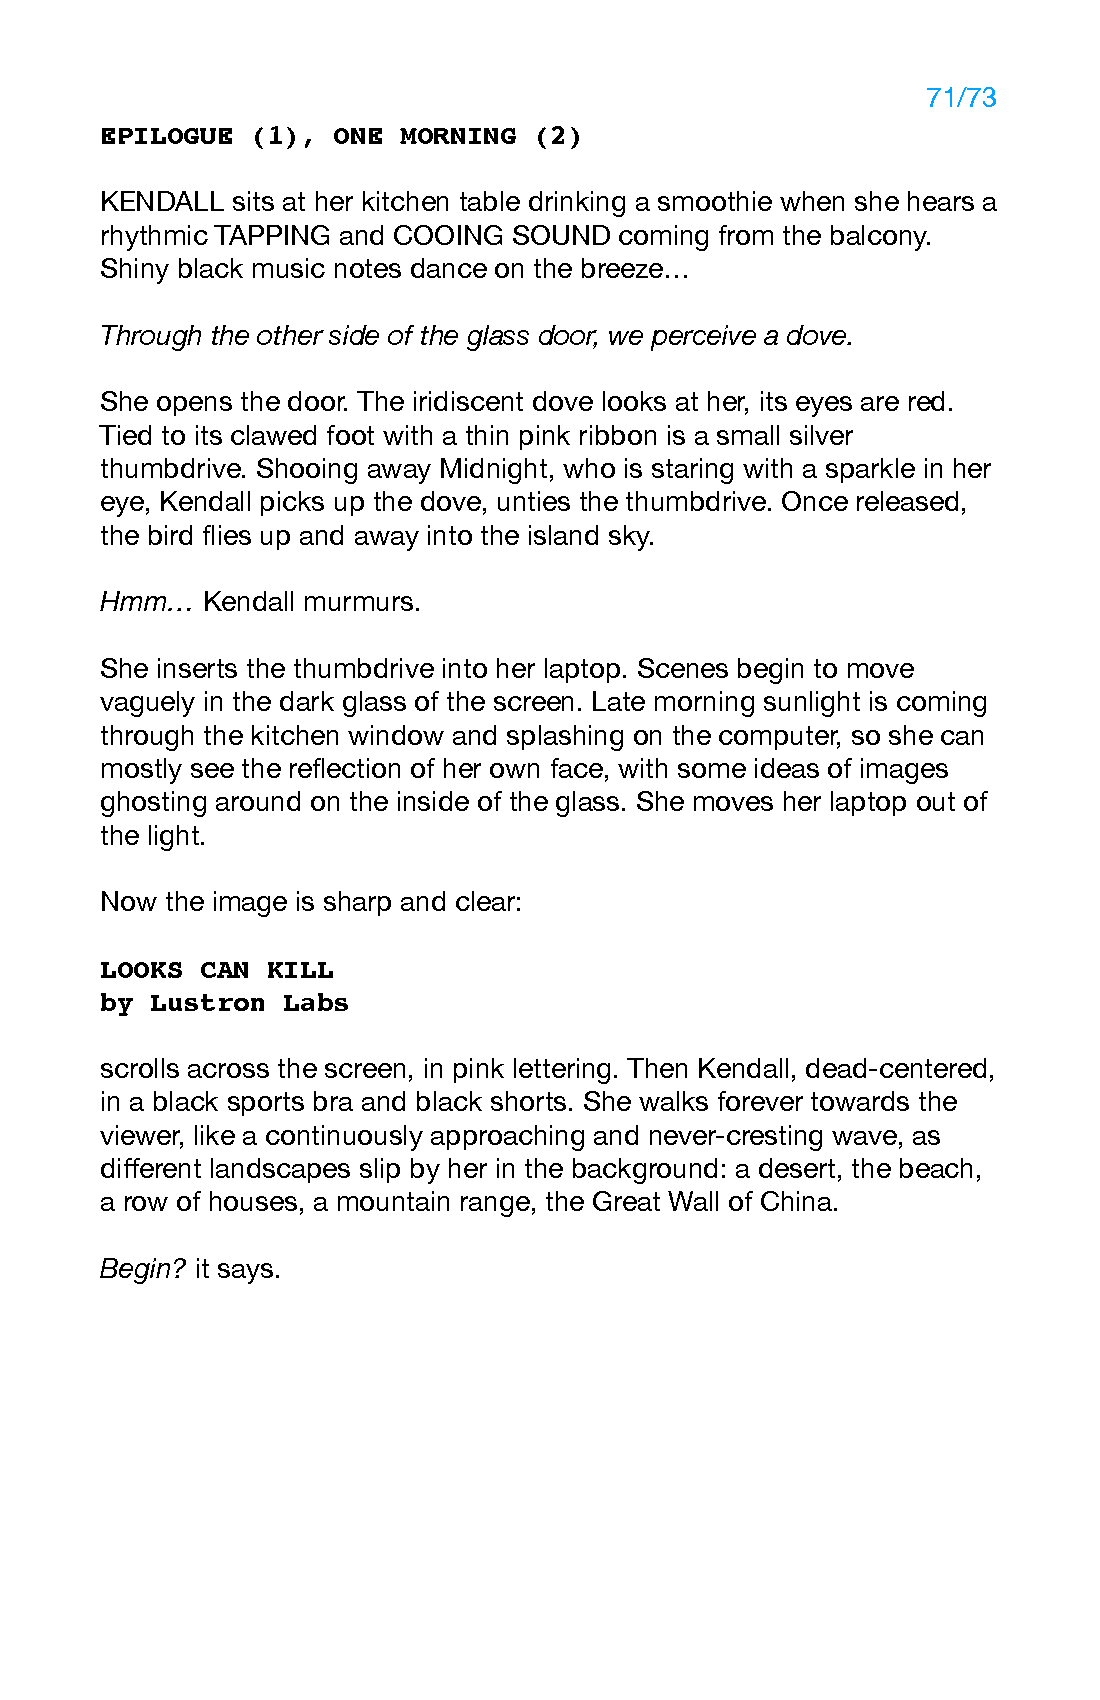 71/73
EPILOGUE (1), ONE MORNING (2)
KENDALL sits at her kitchen table drinking a smoothie when she hears a
rhythmic TAPPING and COOING SOUND coming from the balcony.
Shiny black music notes dance on the breeze…
Through the other side of the glass door, we perceive a dove.
She opens the door. The iridiscent dove looks at her, its eyes are red.
Tied to its clawed foot with a thin pink ribbon is a small silver
thumbdrive. Shooing away Midnight, who is staring with a sparkle in her
eye, Kendall picks up the dove, unties the thumbdrive. Once released,
the bird flies up and away into the island sky.
Hmm… Kendall murmurs.
She inserts the thumbdrive into her laptop. Scenes begin to move
vaguely in the dark glass of the screen. Late morning sunlight is coming
through the kitchen window and splashing on the computer, so she can
mostly see the reflection of her own face, with some ideas of images
ghosting around on the inside of the glass. She moves her laptop out of
the light.
Now the image is sharp and clear:
LOOKS CAN KILL
by Lustron Labs
scrolls across the screen, in pink lettering. Then Kendall, dead-centered,
in a black sports bra and black shorts. She walks forever towards the
viewer, like a continuously approaching and never-cresting wave, as
different landscapes slip by her in the background: a desert, the beach,
a row of houses, a mountain range, the Great Wall of China.
Begin? it says.